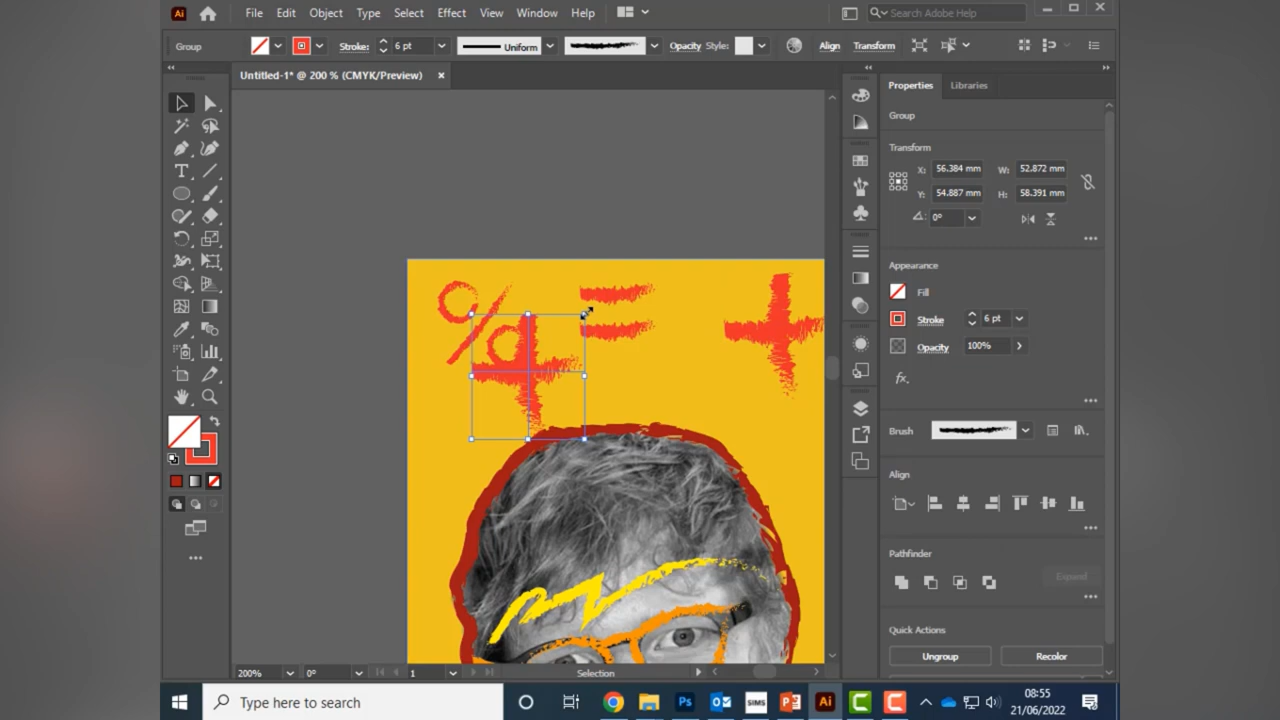 Ai File Edit Object Type Select Effect View Window Help Search Adobe Help
Group Stroke: 6 pt Uniform Opacity Style: Align Transform
Untitled-1* @ 200 % (CMYK/Preview) ×
Properties Libraries
Group
Transform
X: 56.384 mm W: 52.872 mm
Y: 54.887 mm H: 58.391 mm
0°
Appearance
Fill
Stroke 6 pt
Opacity 100%
fx.
Brush
Align
Pathfinder
Expand
Quick Actions
Ungroup Recolor
% = +
+
200% 0° 1 Selection
Type here to search Ps SIMS Ai 08:55
21/06/2022